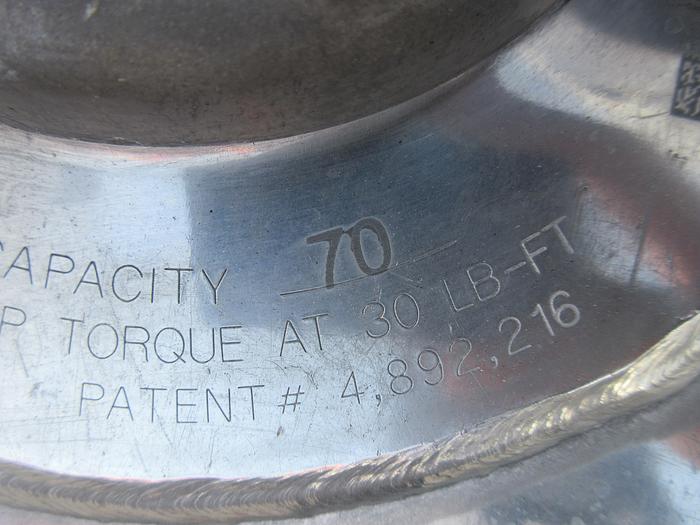 CAPACITY 70
P TORQUE AT 30 LB-FT
PATENT # 4,892,216